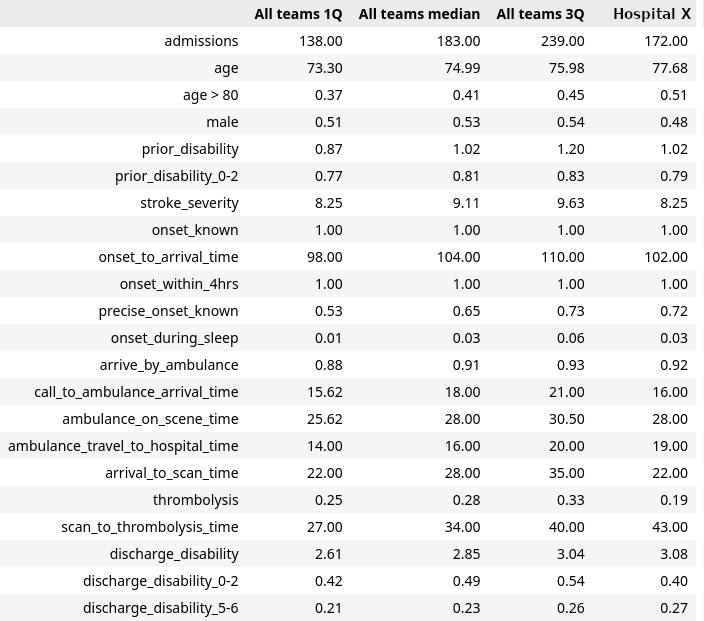 All teams 1Q All teams median All teams 3Q Hospital X
admissions 138.00 183.00 239.00 172.00
age 73.30 74.99 75.98 77.68
age > 80 0.37 0.41 0.45 0.51
male 0.51 0.53 0.54 0.48
prior_disability 0.87 1.02 1.20 1.02
prior_disability_0-2 0.77 0.81 0.83 0.79
stroke_severity 8.25 9.11 9.63 8.25
onset_known 1.00 1.00 1.00 1.00
onset_to_arrival_time 98.00 104.00 110.00 102.00
onset_within_4hrs 1.00 1.00 1.00 1.00
precise_onset_known 0.53 0.65 0.73 0.72
onset_during_sleep 0.01 0.03 0.06 0.03
arrive_by_ambulance 0.88 0.91 0.93 0.92
call_to_ambulance_arrival_time 15.62 18.00 21.00 16.00
ambulance_on_scene_time 25.62 28.00 30.50 28.00
ambulance_travel_to_hospital_time 14.00 16.00 20.00 19.00
arrival_to_scan_time 22.00 28.00 35.00 22.00
thrombolysis 0.25 0.28 0.33 0.19
scan_to_thrombolysis_time 27.00 34.00 40.00 43.00
discharge_disability 2.61 2.85 3.04 3.08
discharge_disability_0-2 0.42 0.49 0.54 0.40
discharge_disability_5-6 0.21 0.23 0.26 0.27